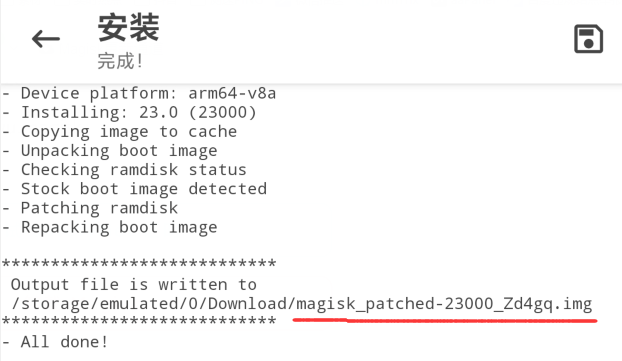 安装
完成！
- Device platform: arm64-v8a
- Installing: 23.0 (23000)
- Copying image to cache
- Unpacking boot image
- Checking ramdisk status
- Stock boot image detected
- Patching ramdisk
- Repacking boot image
****************************
Output file is written to
/storage/emulated/0/Download/magisk_patched-23000_Zd4gq.img
****************************
- All done!